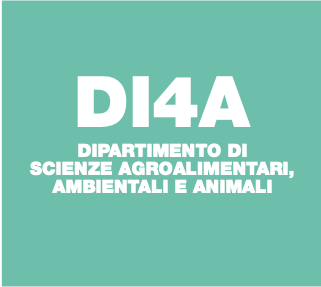 DI4A
DIPARTIMENTO DI
SCIENZE AGROALIMENTARI,
AMBIENTALI E ANIMALI